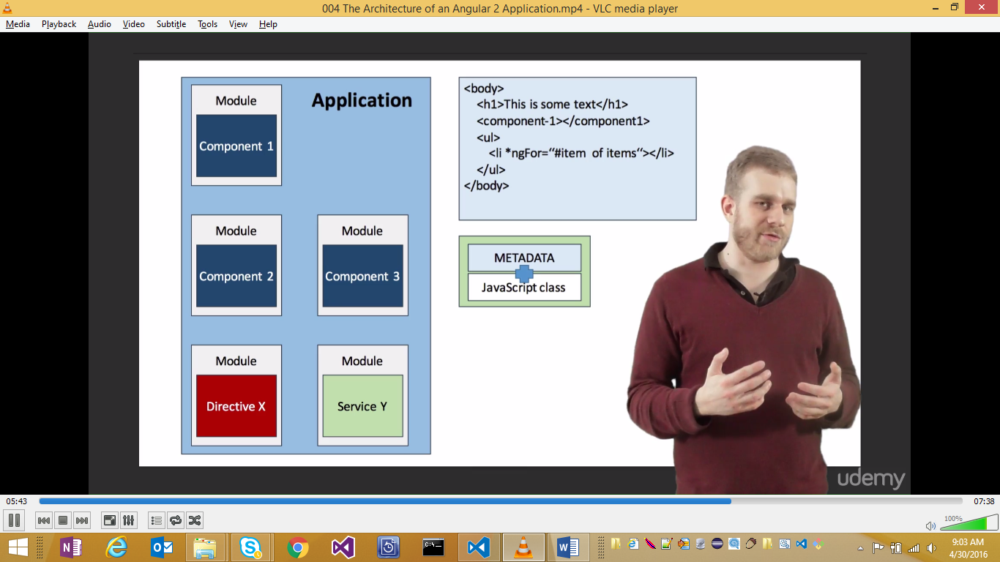 004 The Architecture of an Angular 2 Application.mp4 - VLC media player
Media Playback Audio Video Subtitle Tools View Help
Application
Module
Component 1
Module
Component 2
Module
Component 3
Module
Directive X
Module
Service Y
<body>
<h1>This is some text</h1>
<component-1></component1>
<ul>
<li *ngFor=“#item of items“></li>
</ul>
</body>
METADATA
JavaScript class
udemy
05:43
07:38
100%
C:\_
9:03 AM
4/30/2016